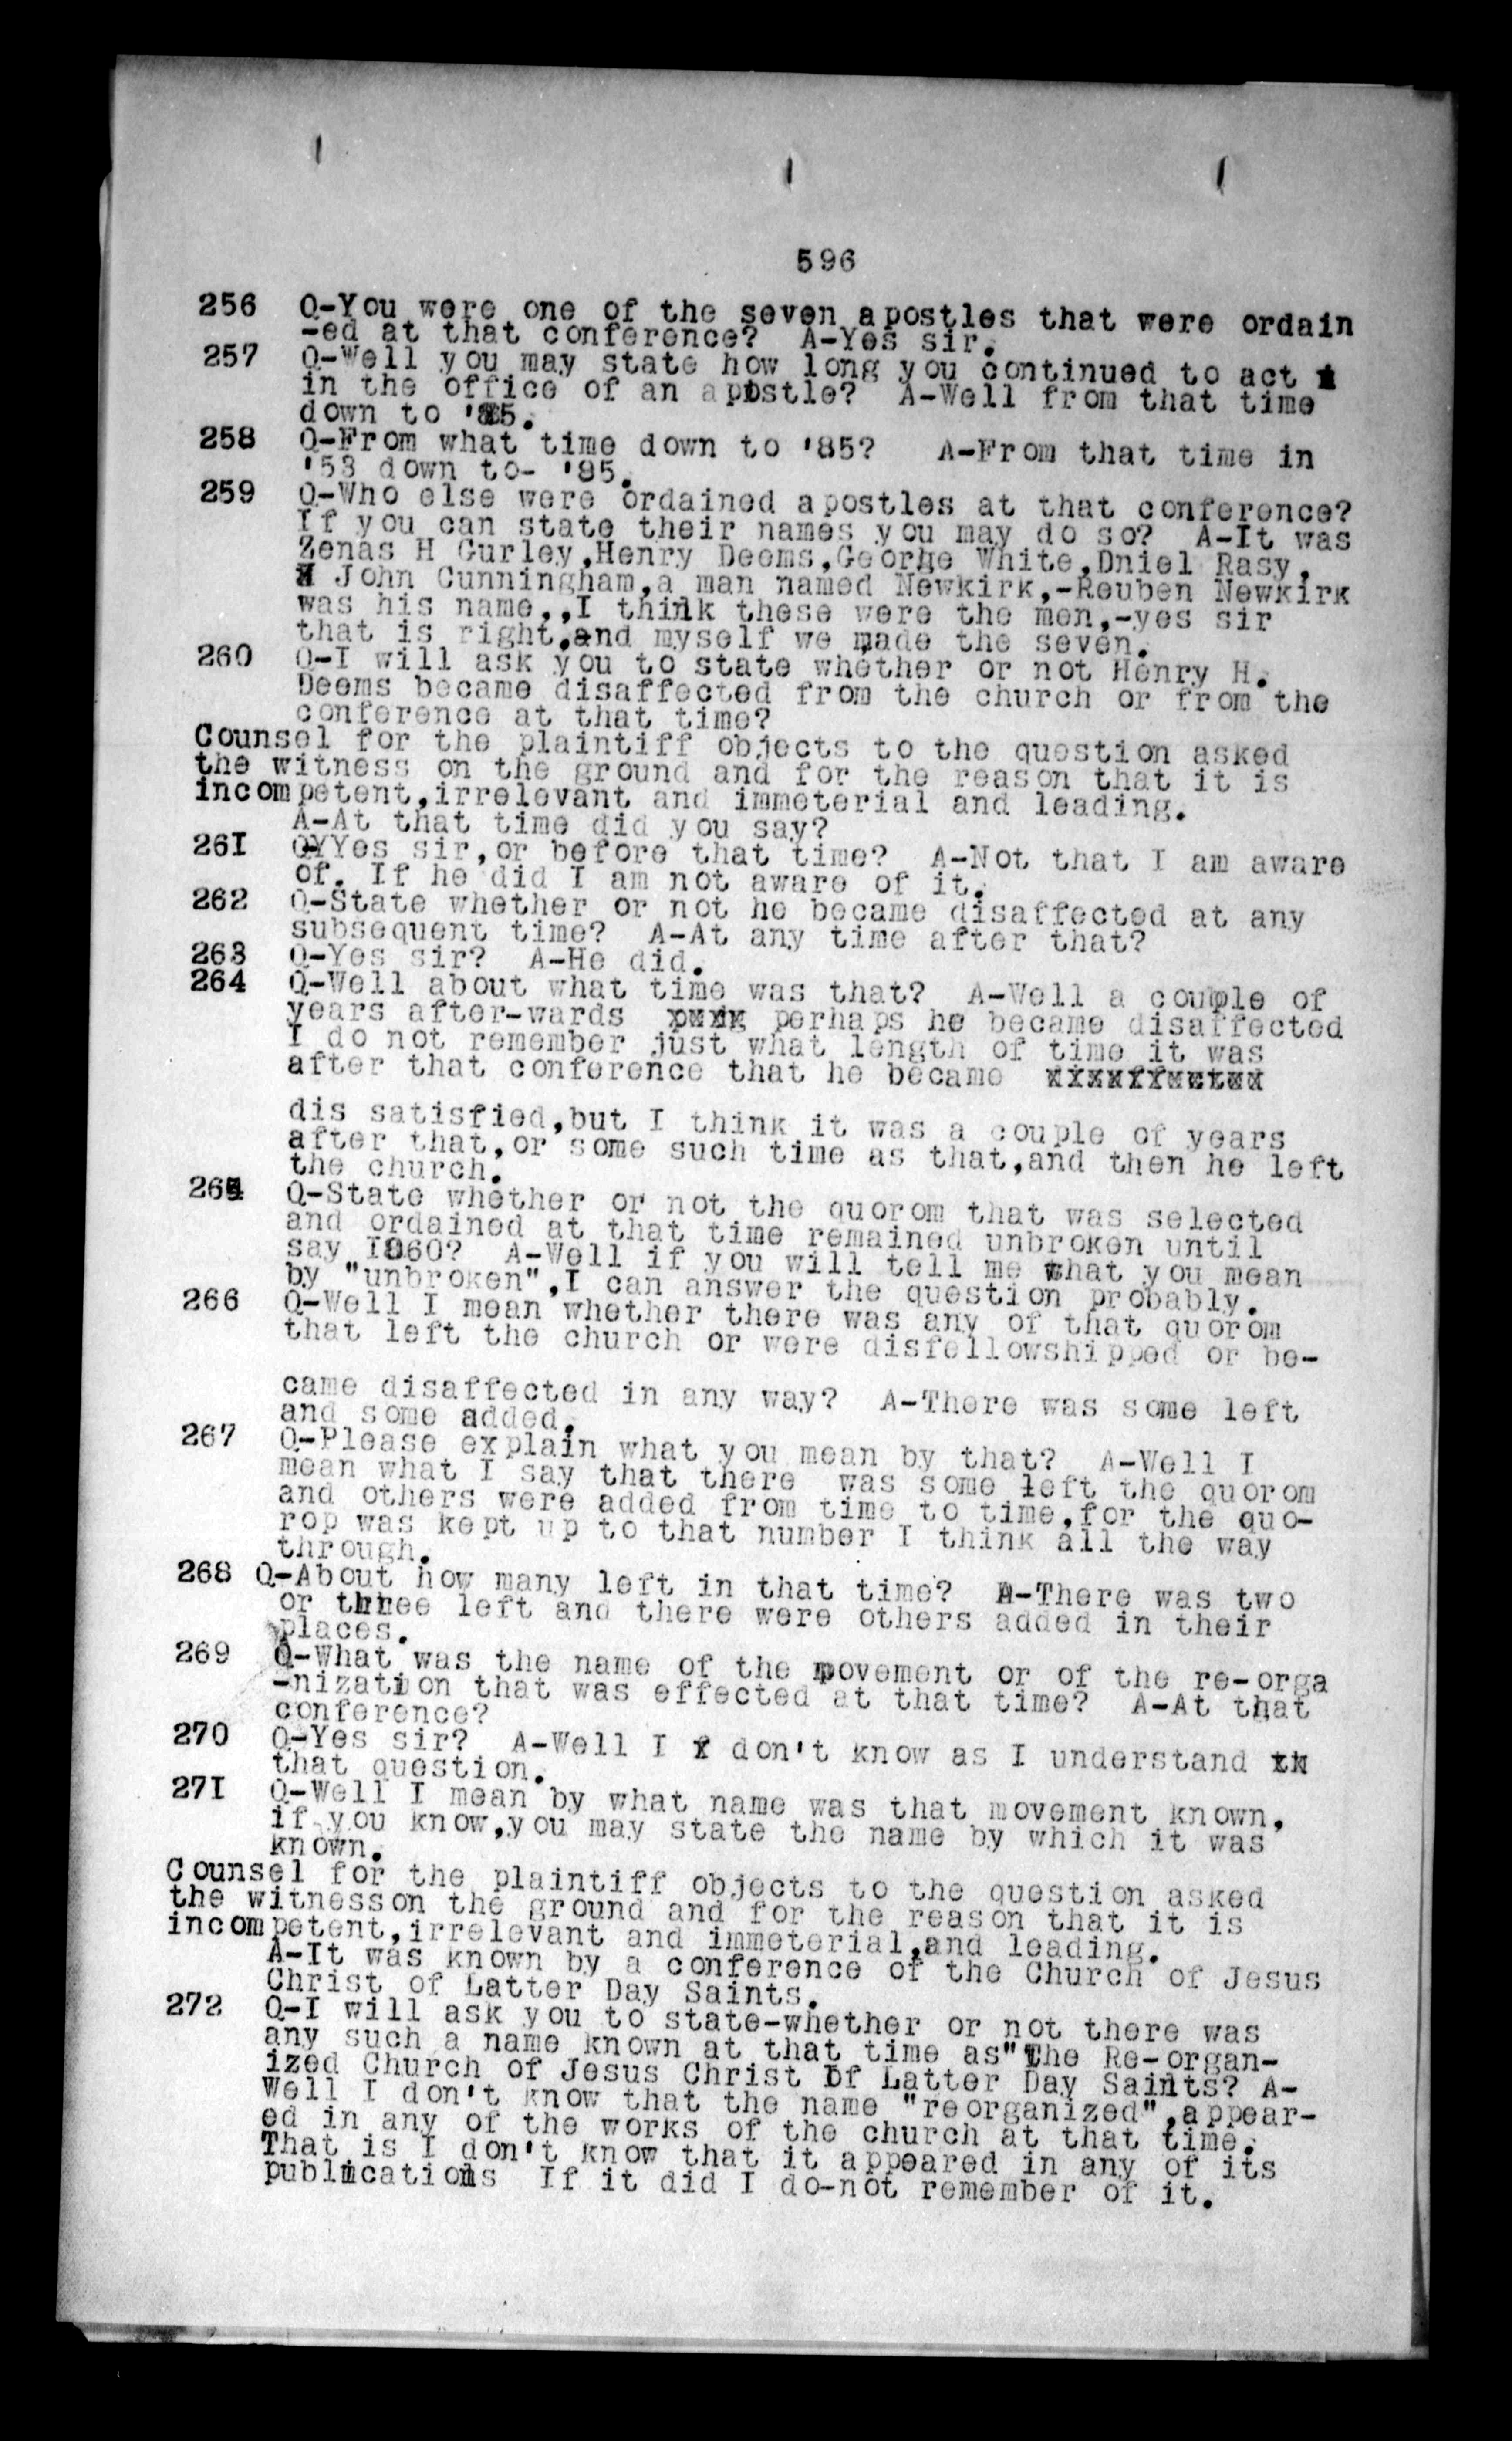 596
256 Q-You were one of the seven apostles that were ordain
-ed at that conference? A-Yes sir.
257 Q-Well you may state how long you continued to act
in the office of an apostle? A-Well from that time
down to '85.
258 Q-From what time down to '85? A-From that time in
'53 down to- '85.
259 Q-Who else were ordained apostles at that conference?
If you can state their names you may do so? A-It was
Zenas H Gurley,Henry Deems,George White,Dniel Rasy,
John Cunningham,a man named Newkirk,-Reuben Newkirk
was his name,,I think these were the men,-yes sir
that is right,and myself we made the seven.
260 Q-I will ask you to state whether or not Henry H.
Deems became disaffected from the church or from the
conference at that time?
Counsel for the plaintiff objects to the question asked
the witness on the ground and for the reason that it is
incompetent,irrelevant and immeterial and leading.
A-At that time did you say?
26I QYYes sir,or before that time? A-Not that I am aware
of. If he did I am not aware of it.
262 Q-State whether or not he became disaffected at any
subsequent time? A-At any time after that?
263 Q-Yes sir? A-He did.
264 Q-Well about what time was that? A-Well a couple of
years after-wards perhaps he became disaffected
I do not remember just what length of time it was
after that conference that he became
dis satisfied,but I think it was a couple of years
after that,or some such time as that,and then he left
the church.
265 Q-State whether or not the quorom that was selected
and ordained at that time remained unbroken until
say I860? A-Well if you will tell me what you mean
by "unbroken",I can answer the question probably.
266 Q-Well I mean whether there was any of that quorom
that left the church or were disfellowshipped or be-
came disaffected in any way? A-There was some left
and some added.
267 Q-Please explain what you mean by that? A-Well I
mean what I say that there was some left the quorom
and others were added from time to time,for the quo-
rop was kept up to that number I think all the way
through.
268 Q-About how many left in that time? A-There was two
or three left and there were others added in their
places.
269 Q-What was the name of the movement or of the re-orga
-nization that was effected at that time? A-At that
conference?
270 Q-Yes sir? A-Well I don't know as I understand
that question.
27I Q-Well I mean by what name was that movement known,
if you know,you may state the name by which it was
known.
Counsel for the plaintiff objects to the question asked
the witnesson the ground and for the reason that it is
incompetent,irrelevant and immeterial,and leading.
A-It was known by a conference of the Church of Jesus
Christ of Latter Day Saints.
272 Q-I will ask you to state-whether or not there was
any such a name known at that time as"The Re-organ-
ized Church of Jesus Christ Of Latter Day Saints? A-
Well I don't know that the name "reorganized",appear-
ed in any of the works of the church at that time.
That is I don't know that it appeared in any of its
publications If it did I do-not remember of it.